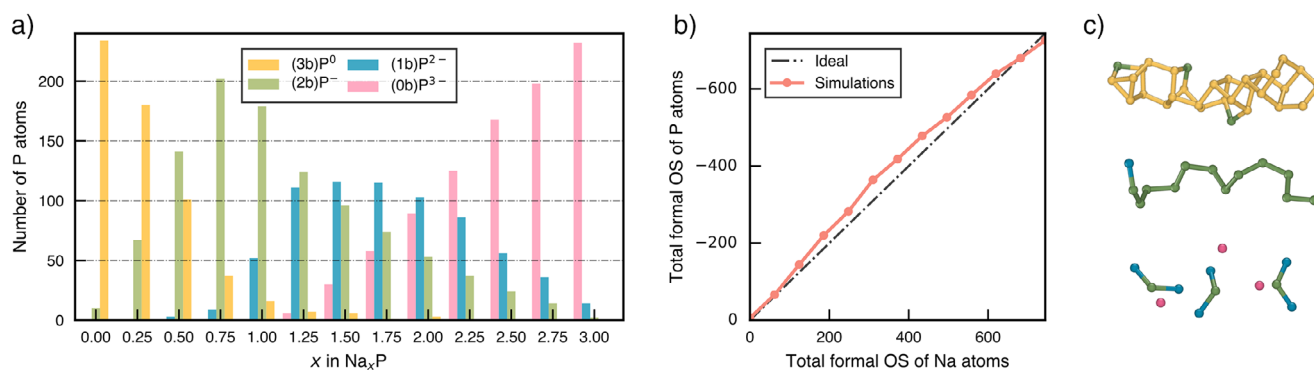 a)
Number of P atoms
200
150
100
50
0
(3b)P⁰
(2b)P⁻
(1b)P²⁻
(0b)P³⁻
0.00 0.25 0.50 0.75 1.00 1.25 1.50 1.75 2.00 2.25 2.50 2.75 3.00
x in NaₓP
b)
Total formal OS of P atoms
−600
−400
−200
0
Ideal
Simulations
0 200 400 600
Total formal OS of Na atoms
c)